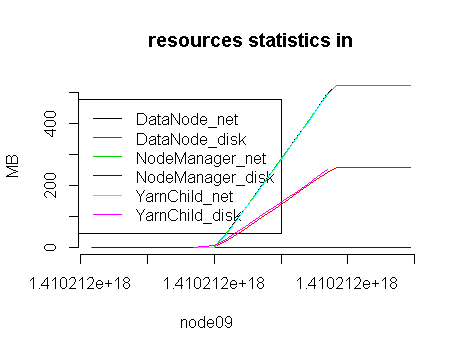 resources statistics in
MB
400
200
0
DataNode_net
DataNode_disk
NodeManager_net
NodeManager_disk
YarnChild_net
YarnChild_disk
1.410212e+18 1.410212e+18 1.410212e+18
node09